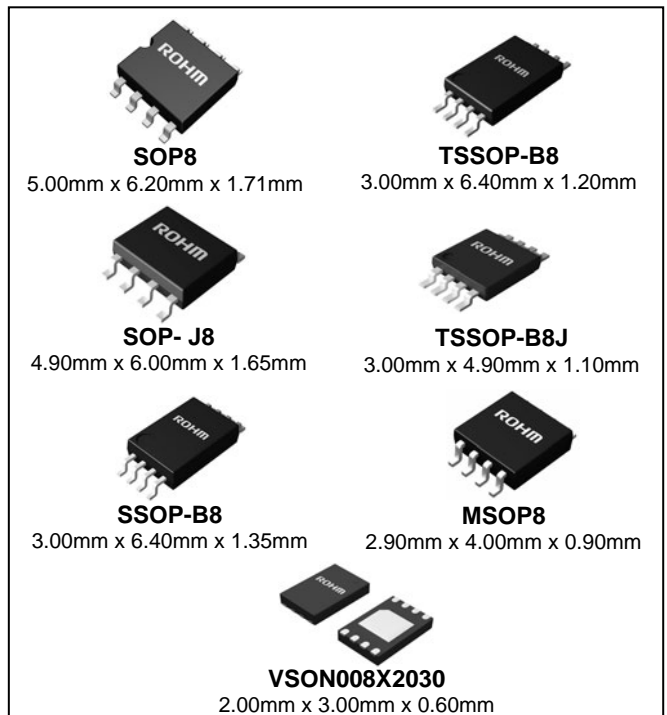 ROHM
ROHM
SOP8
5.00mm x 6.20mm x 1.71mm
TSSOP-B8
3.00mm x 6.40mm x 1.20mm
ROHM
ROHM
SOP- J8
4.90mm x 6.00mm x 1.65mm
TSSOP-B8J
3.00mm x 4.90mm x 1.10mm
ROHM
ROHM
SSOP-B8
3.00mm x 6.40mm x 1.35mm
MSOP8
2.90mm x 4.00mm x 0.90mm
ROHM
VSON008X2030
2.00mm x 3.00mm x 0.60mm